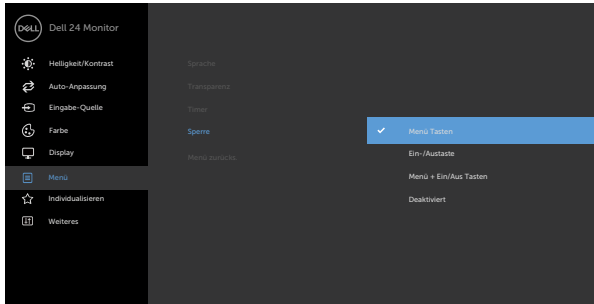 DELL
Dell 24 Monitor
Helligkeit/Kontrast
Auto-Anpassung
Eingabe-Quelle
Farbe
Display
Menü
Individualisieren
Weiteres
Sprache
Transparenz
Timer
Sperre
Menü zurücks.
Menü Tasten
Ein-/Austaste
Menü + Ein/Aus Tasten
Deaktiviert